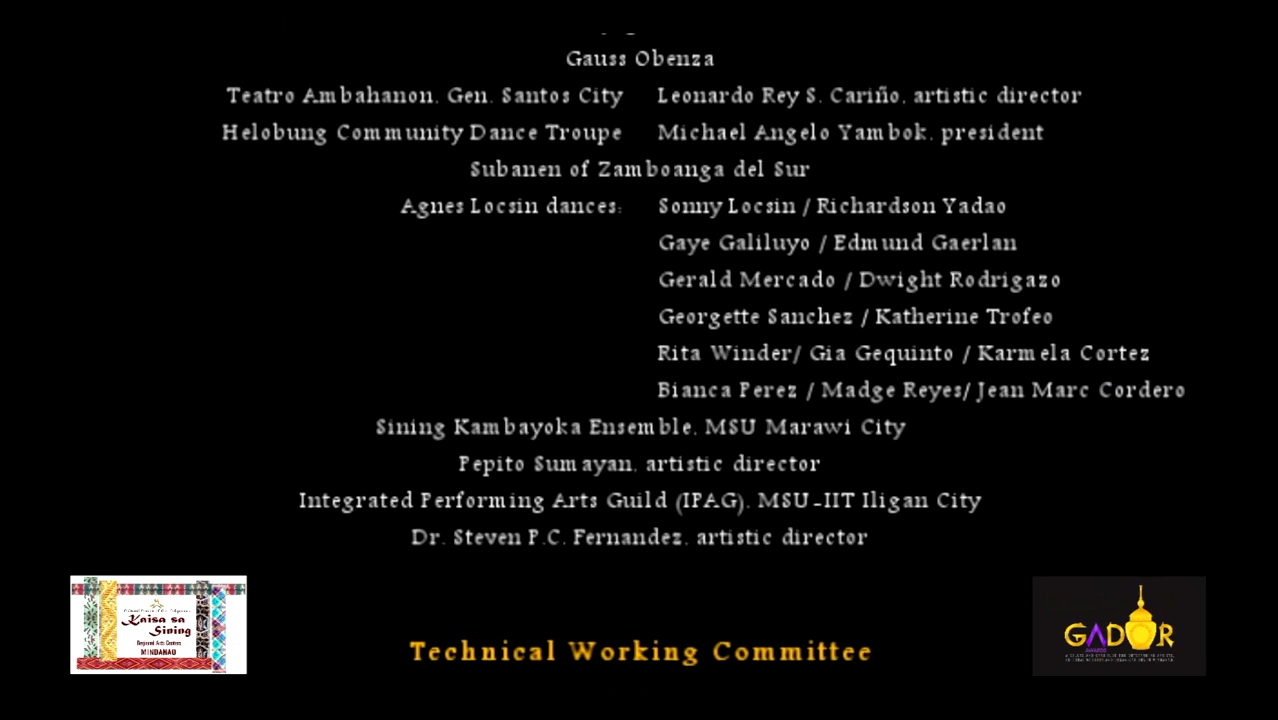 Gauss Obenza
Teatro Ambahanon, Gen. Santos City Leonardo Rey S. Cariño, artistic director
Helobung Community Dance Troupe Michael Angelo Yambok, president
Subanen of Zamboanga del Sur
Agnes Locsin dances: Sonny Locsin / Richardson Yadao
Gaye Galiluyo / Edmund Gaerlan
Gerald Mercado / Dwight Rodrigazo
Georgette Sanchez / Katherine Trofeo
Rita Winder/ Gia Gequinto / Karmela Cortez
Bianca Perez / Madge Reyes/ Jean Marc Cordero
Sining Kambayoka Ensemble, MSU Marawi City
Pepito Sumayan, artistic director
Integrated Performing Arts Guild (IPAG), MSU-IIT Iligan City
Dr. Steven P.C. Fernandez, artistic director
Kaisa sa
Sining
Regional Arts Centers
MINDANAO
Technical Working Committee
GADOR
AWARDS